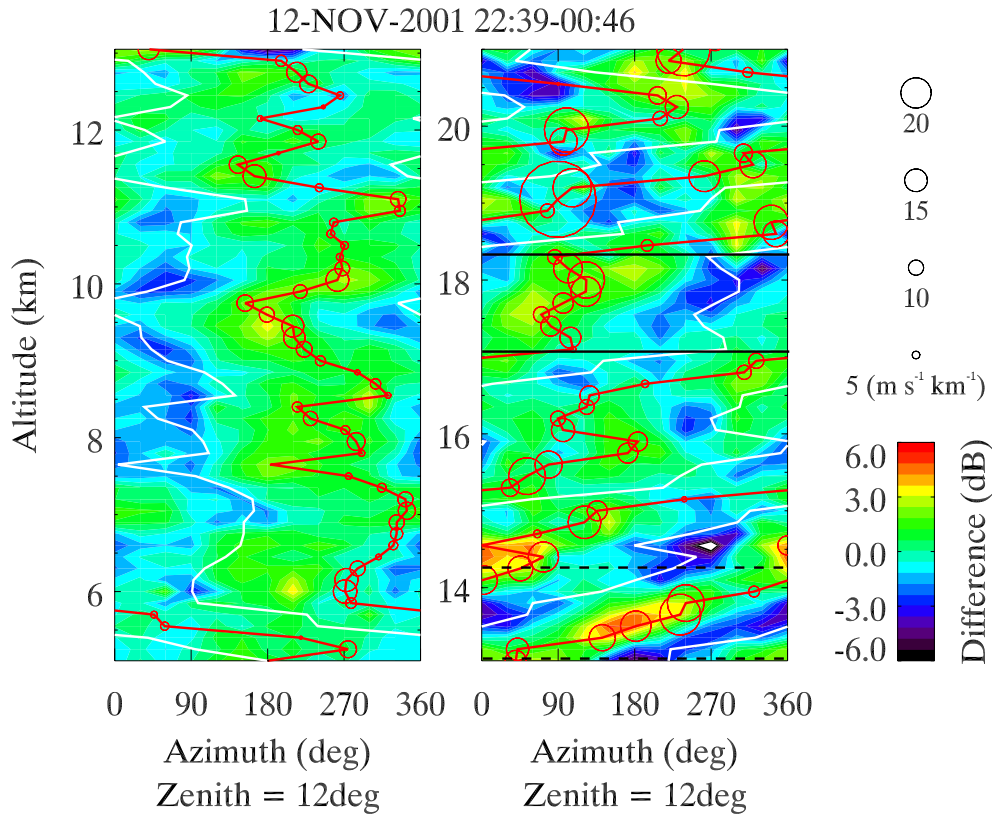 12-NOV-2001 22:39-00:46
Altitude (km)
12
10
8
6
0 90 180 270 360
Azimuth (deg)
Zenith = 12deg
20
18
16
14
0 90 180 270 360
Azimuth (deg)
Zenith = 12deg
20
15
10
5 (m s⁻¹ km⁻¹)
6.0
3.0
0.0
-3.0
-6.0
Difference (dB)